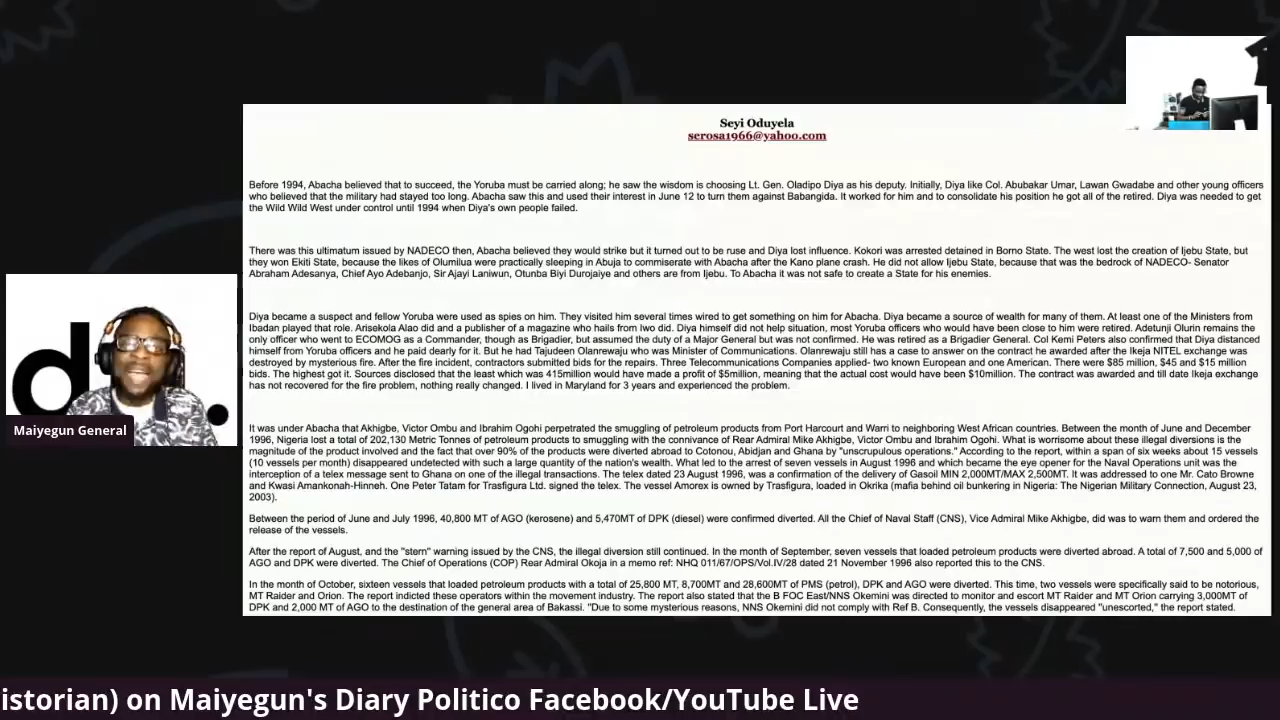 Seyi Oduyela
serosa1966@yahoo.com
Before 1994, Abacha believed that to succeed, the Yoruba must be carried along; he saw the wisdom is choosing Lt. Gen. Oladipo Diya as his deputy. Initially, Diya like Col. Abubakar Umar, Lawan Gwadabe and other young officers
who believed that the military had stayed too long. Abacha saw this and used their interest in June 12 to turn them against Babangida. It worked for him and to consolidate his position he got all of the retired. Diya was needed to get
the Wild Wild West under control until 1994 when Diya's own people failed.
There was this ultimatum issued by NADECO then, Abacha believed they would strike but it turned out to be ruse and Diya lost influence. Kokori was arrested detained in Borno State. The west lost the creation of Ijebu State, but
they won Ekiti State, because the likes of Olumilua were practically sleeping in Abuja to commiserate with Abacha after the Kano plane crash. He did not allow Ijebu State, because that was the bedrock of NADECO- Senator
Abraham Adesanya, Chief Ayo Adebanjo, Sir Ajayi Laniwun, Otunba Biyi Durojaiye and others are from Ijebu. To Abacha it was not safe to create a State for his enemies.
Diya became a suspect and fellow Yoruba were used as spies on him. They visited him several times wired to get something on him for Abacha. Diya became a source of wealth for many of them. At least one of the Ministers from
Ibadan played that role. Arisekola Alao did and a publisher of a magazine who hails from Iwo did. Diya himself did not help situation, most Yoruba officers who would have been close to him were retired. Adetunji Olurin remains the
only officer who went to ECOMOG as a Commander, though as Brigadier, but assumed the duty of a Major General but was not confirmed. He was retired as a Brigadier General. Col Kemi Peters also confirmed that Diya distanced
himself from Yoruba officers and he paid dearly for it. But he had Tajudeen Olanrewaju who was Minister of Communications. Olanrewaju still has a case to answer on the contract he awarded after the Ikeja NITEL exchange was
destroyed by mysterious fire. After the fire incident, contractors submitted bids for the repairs. Three Telecommunications Companies applied- two known European and one American. There were $85 million, $45 and $15 million
bids. The highest got it. Sources disclosed that the least which was 415million would have made a profit of $5million, meaning that the actual cost would have been $10million. The contract was awarded and till date Ikeja exchange
has not recovered for the fire problem, nothing really changed. I lived in Maryland for 3 years and experienced the problem.
Maiyegun General
It was under Abacha that Akhigbe, Victor Ombu and Ibrahim Ogohi perpetrated the smuggling of petroleum products from Port Harcourt and Warri to neighboring West African countries. Between the month of June and December
1996, Nigeria lost a total of 202,130 Metric Tonnes of petroleum products to smuggling with the connivance of Rear Admiral Mike Akhigbe, Victor Ombu and Ibrahim Ogohi. What is worrisome about these illegal diversions is the
magnitude of the product involved and the fact that over 90% of the products were diverted abroad to Cotonou, Abidjan and Ghana by "unscrupulous operations." According to the report, within a span of six weeks about 15 vessels
(10 vessels per month) disappeared undetected with such a large quantity of the nation's wealth. What led to the arrest of seven vessels in August 1996 and which became the eye opener for the Naval Operations unit was the
interception of a telex message sent to Ghana on one of the illegal transactions. The telex dated 23 August 1996, was a confirmation of the delivery of Gasoil MIN 2,000MT/MAX 2,500MT. It was addressed to one Mr. Cato Browne
and Kwasi Amankonah-Hinneh. One Peter Tatam for Trasfigura Ltd. signed the telex. The vessel Amorex is owned by Trasfigura, loaded in Okrika (mafia behind oil bunkering in Nigeria: The Nigerian Military Connection, August 23,
2003).
Between the period of June and July 1996, 40,800 MT of AGO (kerosene) and 5,470MT of DPK (diesel) were confirmed diverted. All the Chief of Naval Staff (CNS), Vice Admiral Mike Akhigbe, did was to warn them and ordered the
release of the vessels.
After the report of August, and the "stern" warning issued by the CNS, the illegal diversion still continued. In the month of September, seven vessels that loaded petroleum products were diverted abroad. A total of 7,500 and 5,000 of
AGO and DPK were diverted. The Chief of Operations (COP) Rear Admiral Okoja in a memo ref: NHQ 011/67/OPS/Vol.IV/28 dated 21 November 1996 also reported this to the CNS.
In the month of October, sixteen vessels that loaded petroleum products with a total of 25,800 MT, 8,700MT and 28,600MT of PMS (petrol), DPK and AGO were diverted. This time, two vessels were specifically said to be notorious,
MT Raider and Orion. The report indicted these operators within the movement industry. The report also stated that the B FOC East/NNS Okemini was directed to monitor and escort MT Raider and MT Orion carrying 3,000MT of
DPK and 2,000 MT of AGO to the destination of the general area of Bakassi. "Due to some mysterious reasons, NNS Okemini did not comply with Ref B. Consequently, the vessels disappeared "unescorted," the report stated.
istorian) on Maiyegun's Diary Politico Facebook/YouTube Live